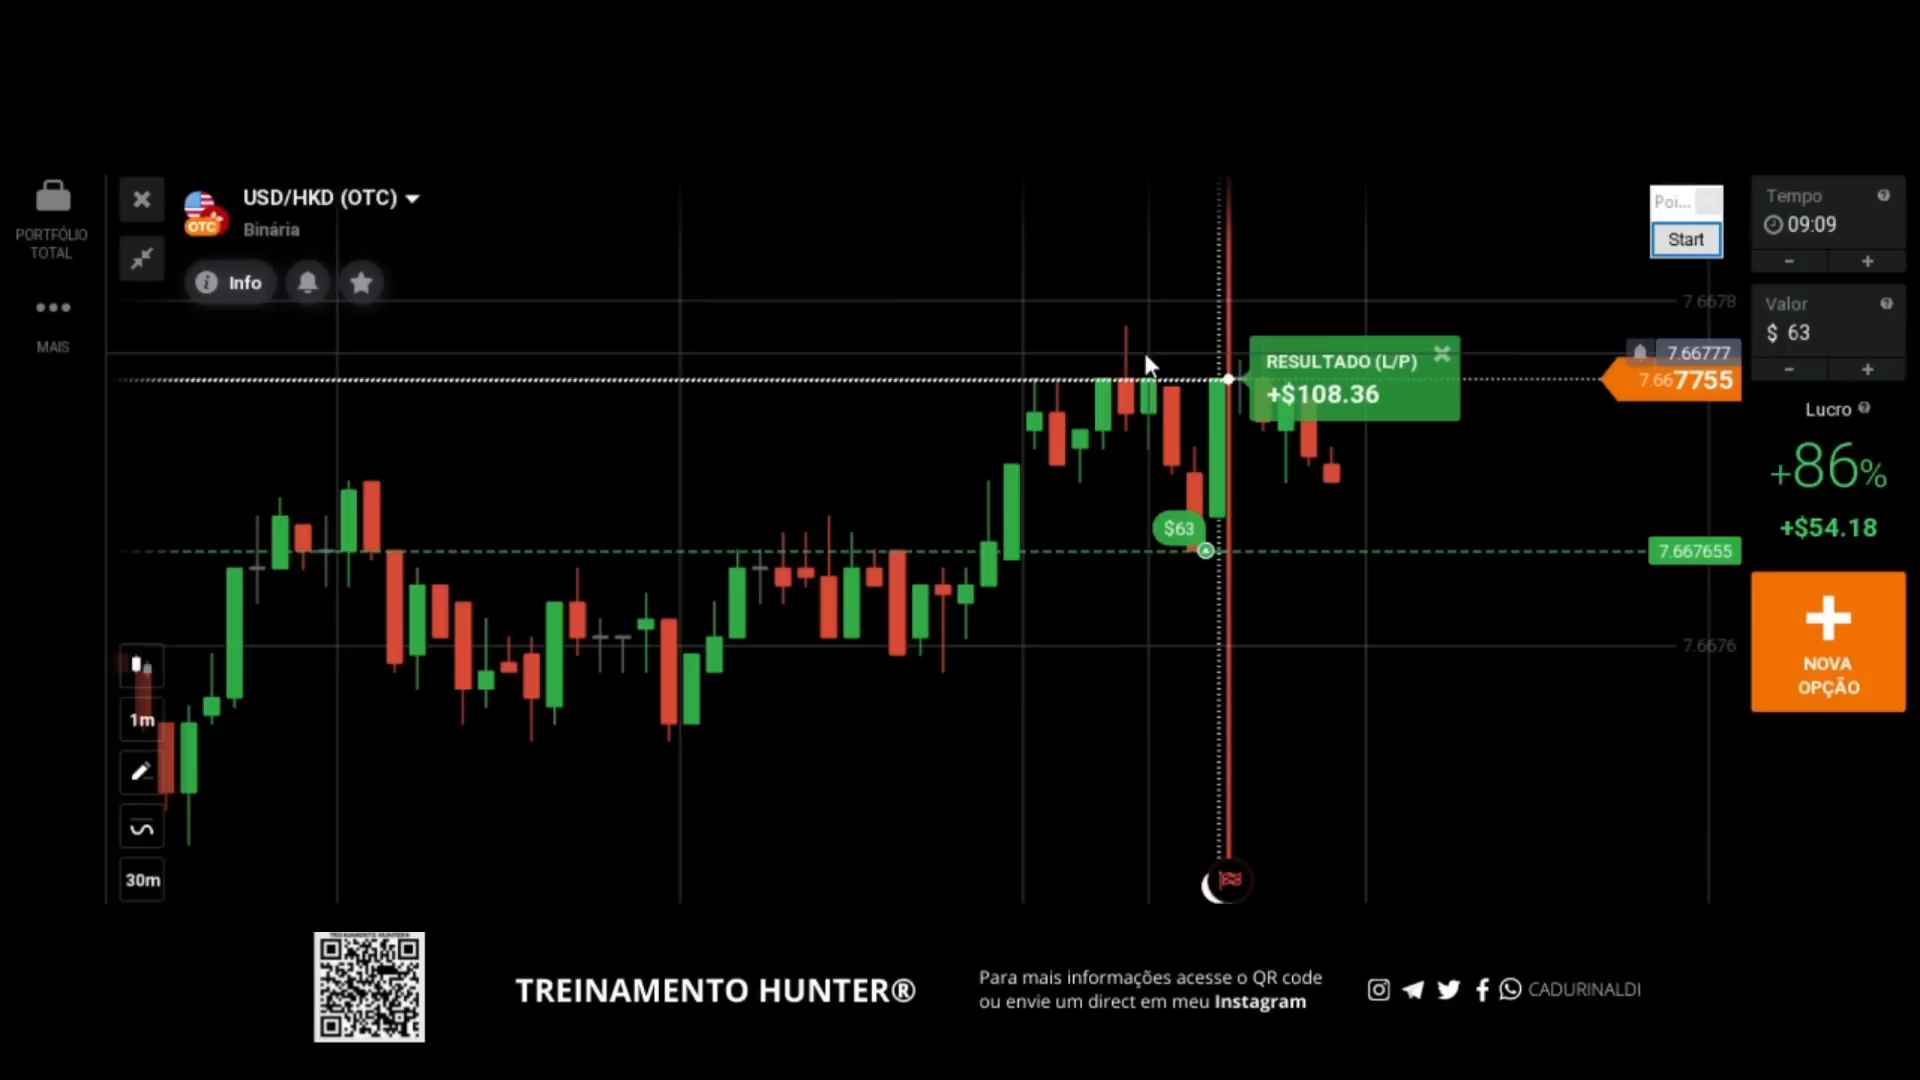 PORTFÓLIO
TOTAL
MAIS
USD/HKD (OTC)
OTC
Binária
Info
Poi...
Start
Tempo
09:09
- +
7.6678
Valor
$ 63
- +
RESULTADO (L/P)
+$108.36
7.66777
7.667755
Lucro
+86%
+$54.18
$63
7.667655
NOVA
OPÇÃO
7.6676
1m
30m
TREINAMENTO HUNTER®
Para mais informações acesse o QR code
ou envie um direct em meu Instagram
CADURINALDI